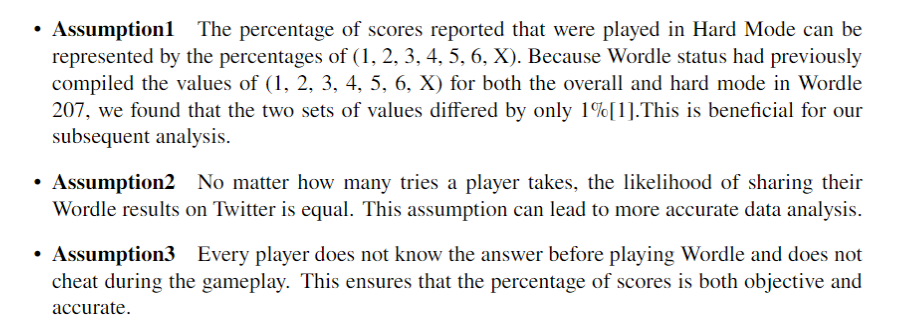 • Assumption1 The percentage of scores reported that were played in Hard Mode can be
represented by the percentages of (1, 2, 3, 4, 5, 6, X). Because Wordle status had previously
compiled the values of (1, 2, 3, 4, 5, 6, X) for both the overall and hard mode in Wordle
207, we found that the two sets of values differed by only 1%[1].This is beneficial for our
subsequent analysis.
• Assumption2 No matter how many tries a player takes, the likelihood of sharing their
Wordle results on Twitter is equal. This assumption can lead to more accurate data analysis.
• Assumption3 Every player does not know the answer before playing Wordle and does not
cheat during the gameplay. This ensures that the percentage of scores is both objective and
accurate.